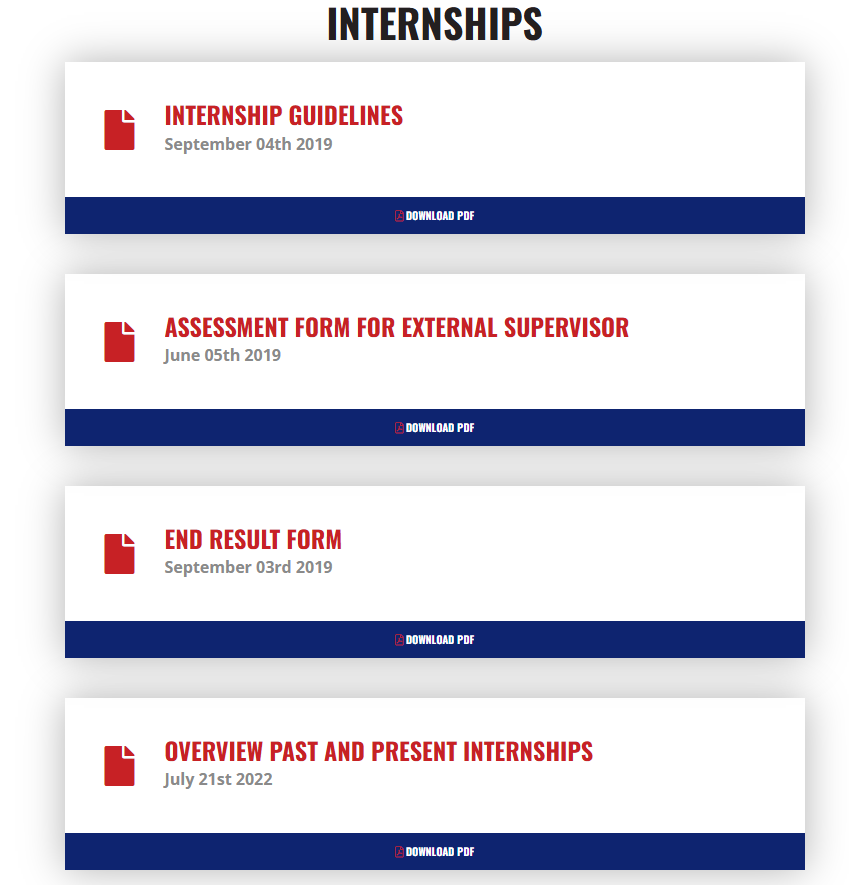 INTERNSHIPS
INTERNSHIP GUIDELINES
September 04th 2019
DOWNLOAD PDF
ASSESSMENT FORM FOR EXTERNAL SUPERVISOR
June 05th 2019
DOWNLOAD PDF
END RESULT FORM
September 03rd 2019
DOWNLOAD PDF
OVERVIEW PAST AND PRESENT INTERNSHIPS
July 21st 2022
DOWNLOAD PDF